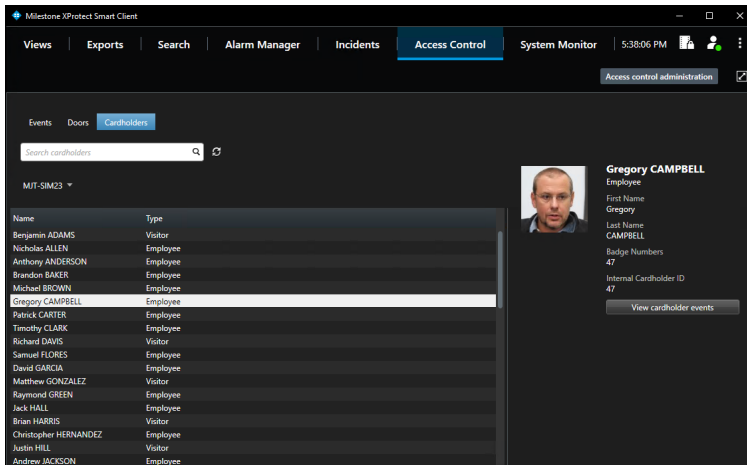 Milestone XProtect Smart Client
Views Exports Search Alarm Manager Incidents Access Control System Monitor 5:38:06 PM
Access control administration
Events Doors Cardholders
Search cardholders
MJT-SIM23
Name Type
Benjamin ADAMS Visitor
Nicholas ALLEN Employee
Anthony ANDERSON Employee
Brandon BAKER Employee
Michael BROWN Employee
Gregory CAMPBELL Employee
Patrick CARTER Employee
Timothy CLARK Employee
Richard DAVIS Visitor
Samuel FLORES Employee
David GARCIA Employee
Matthew GONZALEZ Visitor
Raymond GREEN Employee
Jack HALL Employee
Brian HARRIS Visitor
Christopher HERNANDEZ Employee
Justin HILL Visitor
Andrew JACKSON Employee
Gregory CAMPBELL
Employee
First Name
Gregory
Last Name
CAMPBELL
Badge Numbers
47
Internal Cardholder ID
47
View cardholder events